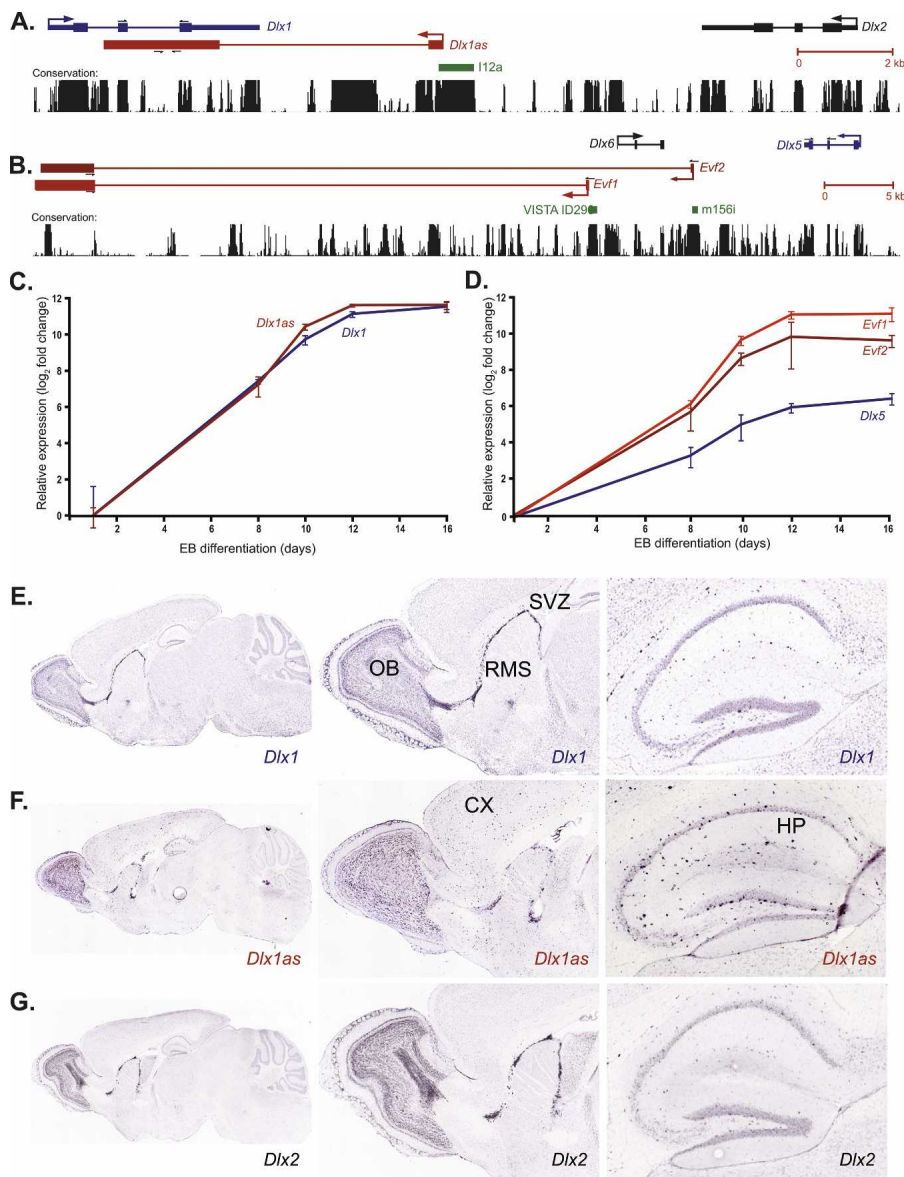 A.
Dlx1
Dlx2
Dlx1as
I12a
0 2 kb
Conservation:
Dlx6
Dlx5
B.
Evf2
Evf1
0 5 kb
VISTA ID290
m156i
Conservation:
C.
Relative expression (log2 fold change)
12
10
8
6
4
2
0
Dlx1as
Dlx1
2 4 6 8 10 12 14 16
EB differentiation (days)
D.
Relative expression (log2 fold change)
12
10
8
6
4
2
0
Evf1
Evf2
Dlx5
2 4 6 8 10 12 14 16
EB differentiation (days)
E.
SVZ
OB
RMS
Dlx1
Dlx1
Dlx1
F.
CX
HP
Dlx1as
Dlx1as
Dlx1as
G.
Dlx2
Dlx2
Dlx2